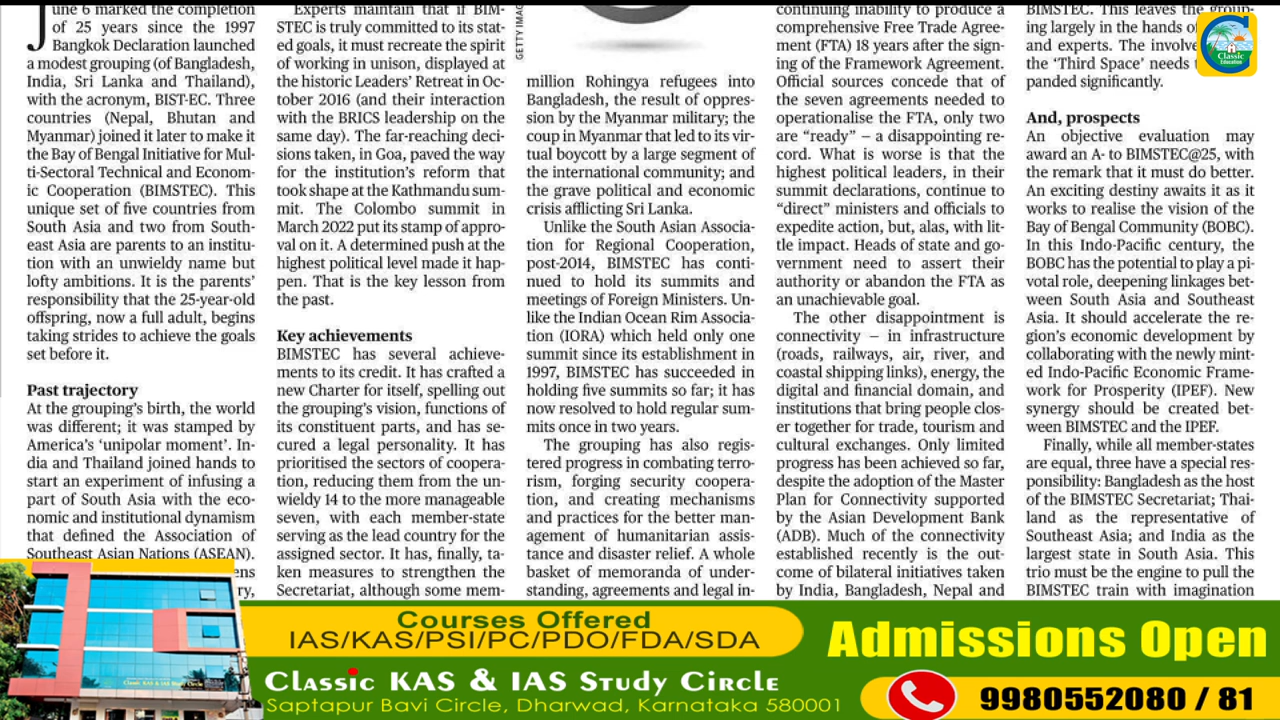 J
une 6 marked the completion
of 25 years since the 1997
Bangkok Declaration launched
a modest grouping (of Bangladesh,
India, Sri Lanka and Thailand),
with the acronym, BIST-EC. Three
countries (Nepal, Bhutan and
Myanmar) joined it later to make it
the Bay of Bengal Initiative for Mul-
ti-Sectoral Technical and Econom-
ic Cooperation (BIMSTEC). This
unique set of five countries from
South Asia and two from South-
east Asia are parents to an institu-
tion with an unwieldy name but
lofty ambitions. It is the parents'
responsibility that the 25-year-old
offspring, now a full adult, begins
taking strides to achieve the goals
set before it.
Past trajectory
At the grouping's birth, the world
was different; it was stamped by
America's 'unipolar moment'. In-
dia and Thailand joined hands to
start an experiment of infusing a
part of South Asia with the eco-
nomic and institutional dynamism
that defined the Association of
Southeast Asian Nations (ASEAN).
ens
ry,
Experts maintain that if BIM-
STEC is truly committed to its stat-
ed goals, it must recreate the spirit
of working in unison, displayed at
the historic Leaders' Retreat in Oc-
tober 2016 (and their interaction
with the BRICS leadership on the
same day). The far-reaching deci-
sions taken, in Goa, paved the way
for the institution's reform that
took shape at the Kathmandu sum-
mit. The Colombo summit in
March 2022 put its stamp of appro-
val on it. A determined push at the
highest political level made it hap-
pen. That is the key lesson from
the past.
Key achievements
BIMSTEC has several achieve-
ments to its credit. It has crafted a
new Charter for itself, spelling out
the grouping's vision, functions of
its constituent parts, and has se-
cured a legal personality. It has
prioritised the sectors of coopera-
tion, reducing them from the un-
wieldy 14 to the more manageable
seven, with each member-state
serving as the lead country for the
assigned sector. It has, finally, ta-
ken measures to strengthen the
Secretariat, although some mem-
GETTY IMAG
million Rohingya refugees into
Bangladesh, the result of oppres-
sion by the Myanmar military; the
coup in Myanmar that led to its vir-
tual boycott by a large segment of
the international community; and
the grave political and economic
crisis afflicting Sri Lanka.
Unlike the South Asian Associa-
tion for Regional Cooperation,
post-2014, BIMSTEC has conti-
nued to hold its summits and
meetings of Foreign Ministers. Un-
like the Indian Ocean Rim Associa-
tion (IORA) which held only one
summit since its establishment in
1997, BIMSTEC has succeeded in
holding five summits so far; it has
now resolved to hold regular sum-
mits once in two years.
The grouping has also regis-
tered progress in combating terro-
rism, forging security coopera-
tion, and creating mechanisms
and practices for the better man-
agement of humanitarian assis-
tance and disaster relief. A whole
basket of memoranda of under-
standing, agreements and legal in-
continuing inability to produce a
comprehensive Free Trade Agree-
ment (FTA) 18 years after the sign-
ing of the Framework Agreement.
Official sources concede that of
the seven agreements needed to
operationalise the FTA, only two
are "ready" – a disappointing re-
cord. What is worse is that the
highest political leaders, in their
summit declarations, continue to
"direct" ministers and officials to
expedite action, but, alas, with lit-
tle impact. Heads of state and go-
vernment need to assert their
authority or abandon the FTA as
an unachievable goal.
The other disappointment is
connectivity – in infrastructure
(roads, railways, air, river, and
coastal shipping links), energy, the
digital and financial domain, and
institutions that bring people clos-
er together for trade, tourism and
cultural exchanges. Only limited
progress has been achieved so far,
despite the adoption of the Master
Plan for Connectivity supported
by the Asian Development Bank
(ADB). Much of the connectivity
established recently is the out-
come of bilateral initiatives taken
by India, Bangladesh, Nepal and
BIMSTEC. This leaves the group-
ing largely in the hands o
and experts. The involve
the 'Third Space' needs
panded significantly.
And, prospects
An objective evaluation may
award an A- to BIMSTEC@25, with
the remark that it must do better.
An exciting destiny awaits it as it
works to realise the vision of the
Bay of Bengal Community (BOBC).
In this Indo-Pacific century, the
BOBC has the potential to play a pi-
votal role, deepening linkages bet-
ween South Asia and Southeast
Asia. It should accelerate the re-
gion's economic development by
collaborating with the newly mint-
ed Indo-Pacific Economic Frame-
work for Prosperity (IPEF). New
synergy should be created bet-
ween BIMSTEC and the IPEF.
Finally, while all member-states
are equal, three have a special res-
ponsibility: Bangladesh as the host
of the BIMSTEC Secretariat; Thai-
land as the representative of
Southeast Asia; and India as the
largest state in South Asia. This
trio must be the engine to pull the
BIMSTEC train with imagination
Classic
Education
Classic KAS & IAS Study Circle
Courses Offered
IAS/KAS/PSI/PC/PDO/FDA/SDA
Classic KAS & IAS Study Circle
Saptapur Bavi Circle, Dharwad, Karnataka 580001
Admissions Open
9980552080 / 81